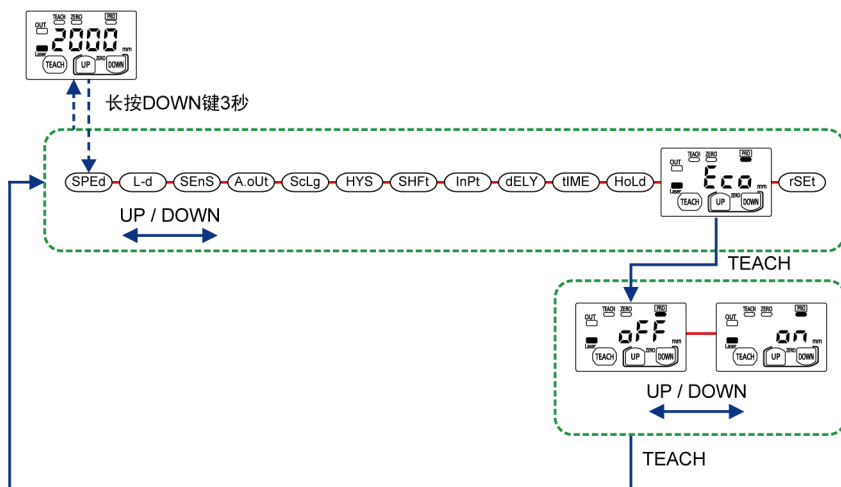 TEACH ZERO PRO
OUT
2000 mm
Laser
TEACH UP ZERO DOWN
长按DOWN键3秒
SPEd L-d SEnS A.oUt ScLg HYS SHFt InPt dELY tIME HoLd rSEt
TEACH ZERO PRO
OUT
Eco mm
Laser
TEACH UP ZERO DOWN
UP / DOWN
TEACH
TEACH ZERO PRO
OUT
oFF mm
Laser
TEACH UP ZERO DOWN
TEACH ZERO PRO
OUT
on mm
Laser
TEACH UP ZERO DOWN
UP / DOWN
TEACH